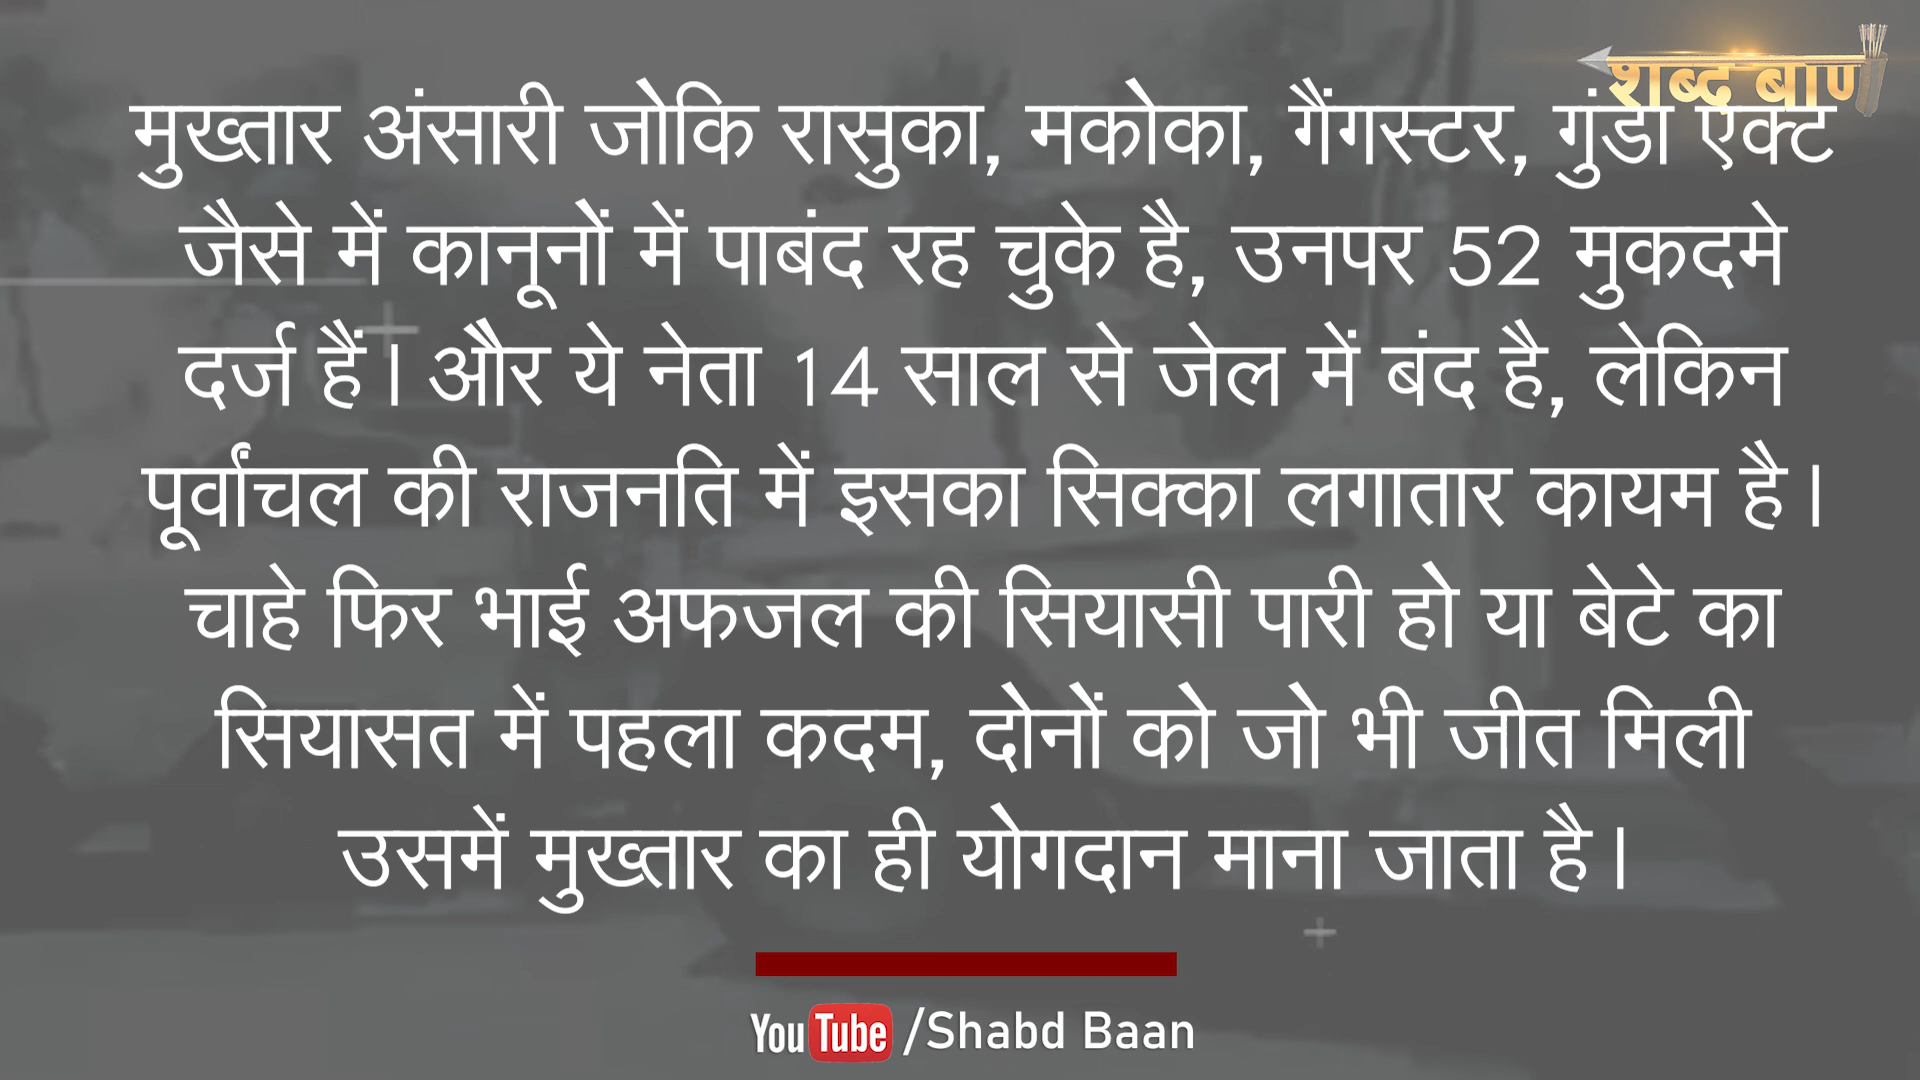 शब्द बाण
मुख्तार अंसारी जोकि रासुका, मकोका, गैंगस्टर, गुंडा एक्ट
जैसे में कानूनों में पाबंद रह चुके है, उनपर 52 मुकदमे
दर्ज हैं। और ये नेता 14 साल से जेल में बंद है, लेकिन
पूर्वांचल की राजनति में इसका सिक्का लगातार कायम है।
चाहे फिर भाई अफजल की सियासी पारी हो या बेटे का
सियासत में पहला कदम, दोनों को जो भी जीत मिली
उसमें मुख्तार का ही योगदान माना जाता है।
YouTube /Shabd Baan